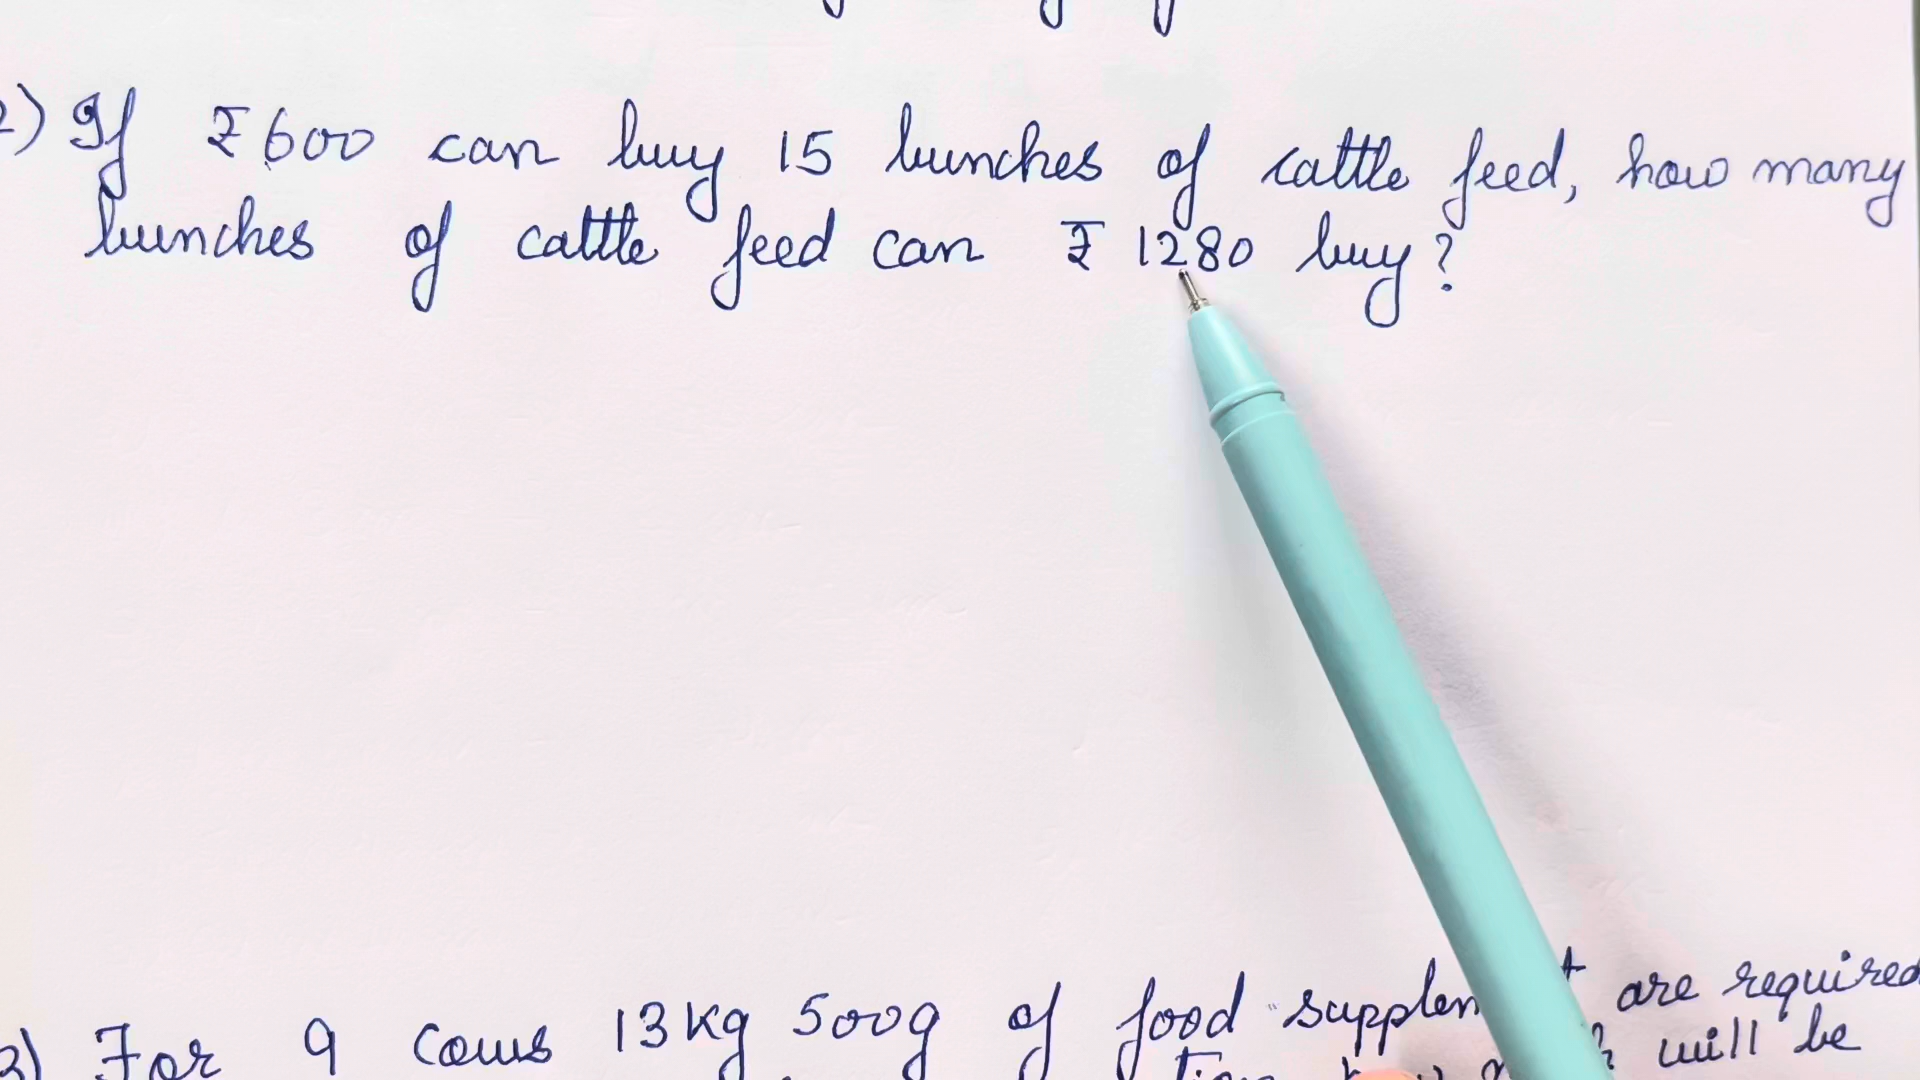 2) If ₹600 can buy 15 bunches of cattle feed, how many
bunches of cattle feed can ₹ 1280 buy?
3) For 9 cows 13kg 500g of food supplement are required
will be